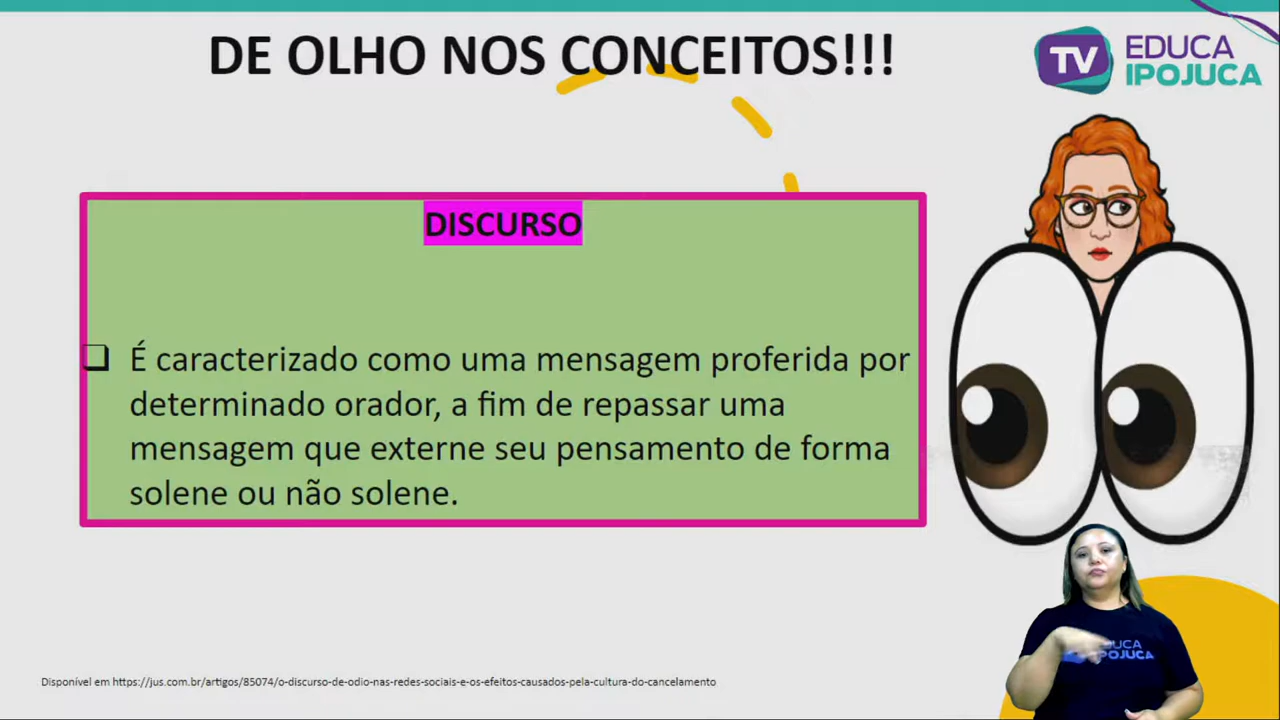 DE OLHO NOS CONCEITOS!!!
TV EDUCA
IPOJUCA
DISCURSO
❑ É caracterizado como uma mensagem proferida por
determinado orador, a fim de repassar uma
mensagem que externe seu pensamento de forma
solene ou não solene.
IPOJUCA
Disponível em https://jus.com.br/artigos/85074/o-discurso-de-odio-nas-redes-sociais-e-os-efeitos-causados-pela-cultura-do-cancelamento